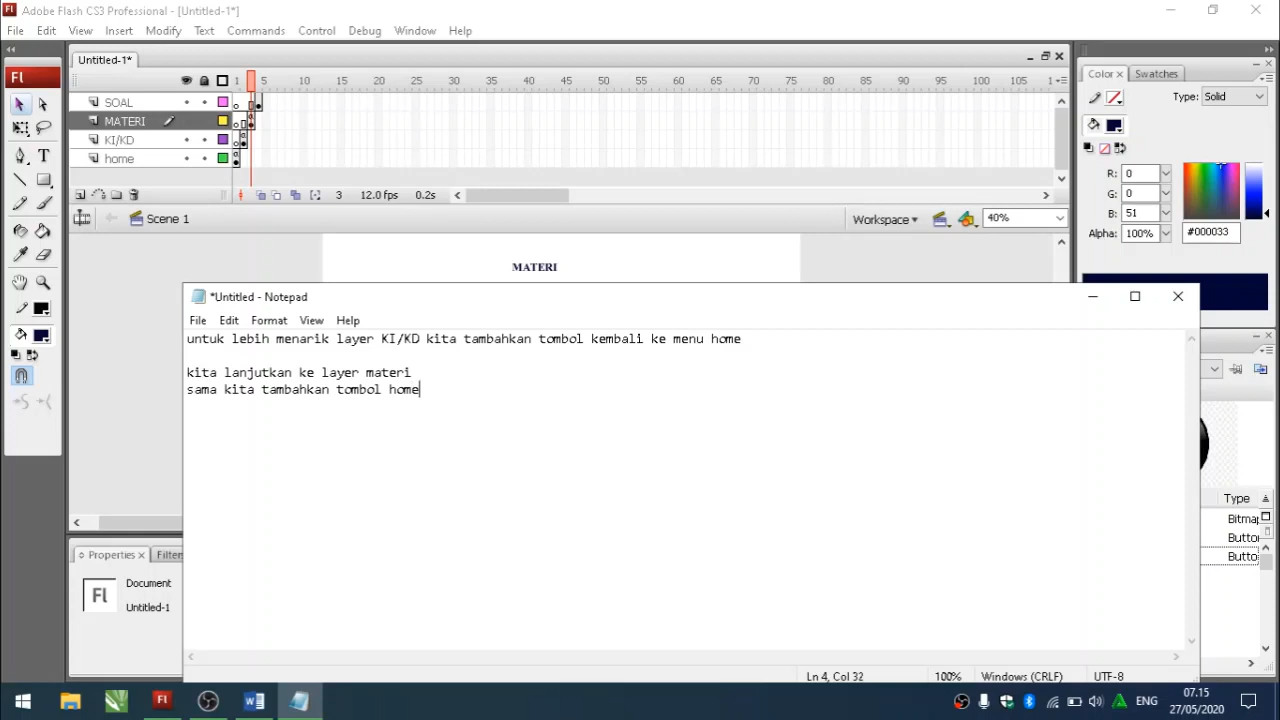 Adobe Flash CS3 Professional - [Untitled-1*]
File Edit View Insert Modify Text Commands Control Debug Window Help
Untitled-1*
1 5 10 15 20 25 30 35 40 45 50 55 60 65 70 75 80 85 90 95 100 105 1
SOAL
MATERI
KI/KD
home
3 12.0 fps 0.2s
Scene 1
Workspace 40%
MATERI
Color Swatches
Type: Solid
R: 0
G: 0
B: 51
Alpha: 100% #000033
*Untitled - Notepad
File Edit Format View Help
untuk lebih menarik layer KI/KD kita tambahkan tombol kembali ke menu home
kita lanjutkan ke layer materi
sama kita tambahkan tombol home
Ln 4, Col 32 100% Windows (CRLF) UTF-8
Properties Filters
Fl
Document
Untitled-1
Type
Bitmap
Butto
Butto
ENG
07.15
27/05/2020